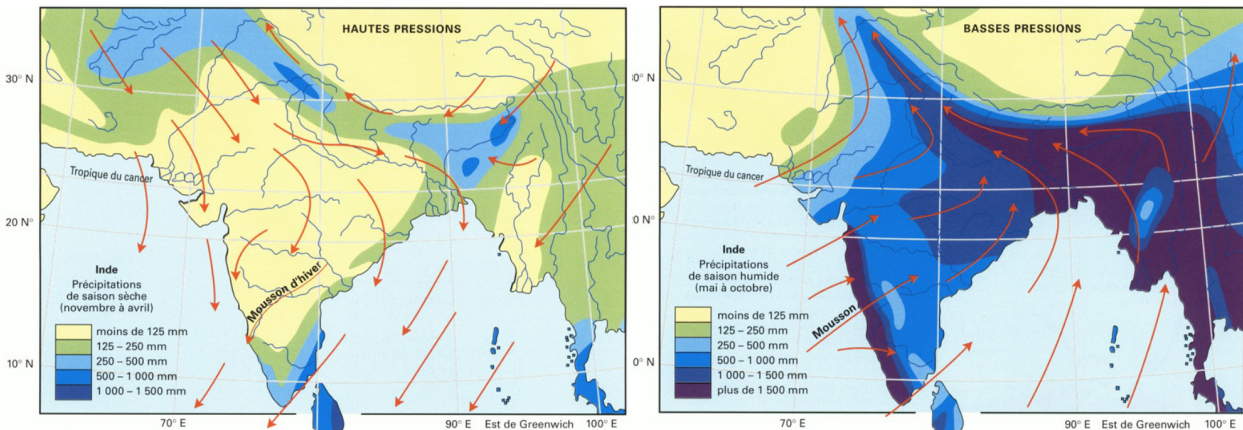 HAUTES PRESSIONS
30° N
Tropique du cancer
20 N°
Inde
Précipitations
de saison sèche
(novembre à avril)
Mousson d'hiver
moins de 125 mm
125 – 250 mm
250 – 500 mm
500 – 1 000 mm
1 000 – 1 500 mm
10° N
70° E
90° E
Est de Greenwich
100° E
BASSES PRESSIONS
0° N
Tropique du cancer
0 N°
Inde
Précipitations
de saison humide
(mai à octobre)
Mousson
moins de 125 mm
125 – 250 mm
250 – 500 mm
500 – 1 000 mm
1 000 – 1 500 mm
plus de 1 500 mm
0° N
70° E
90° E
Est de Greenwich
100° E